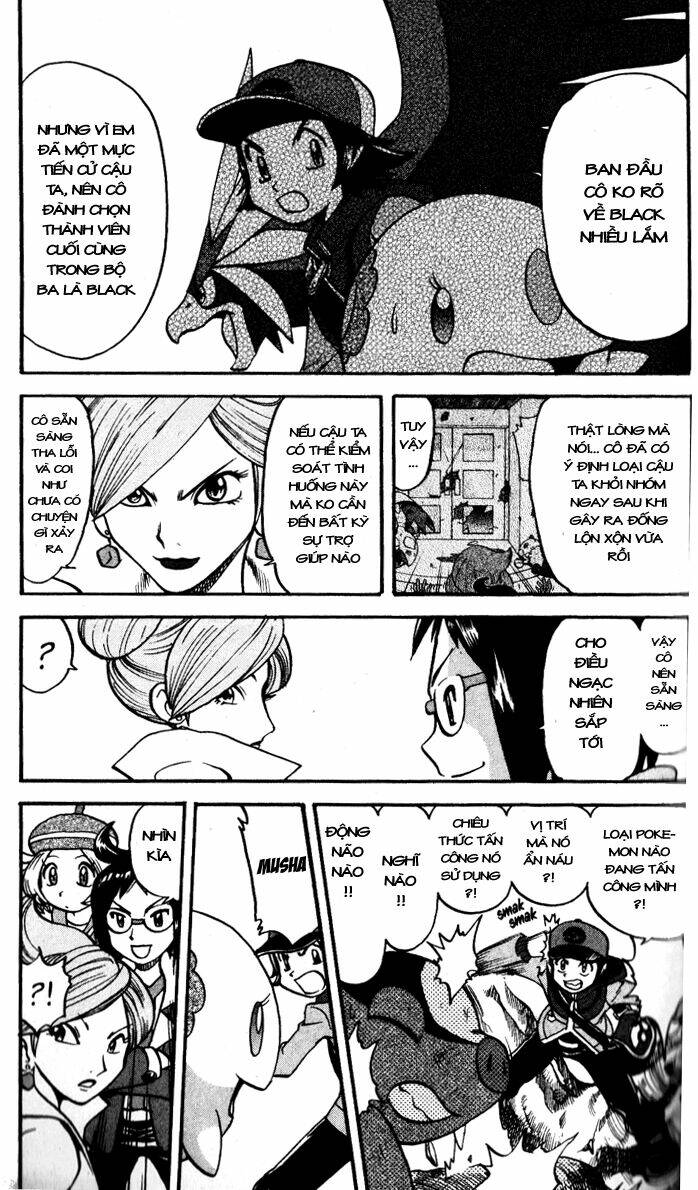 BAN ĐẦU
CÔ KO RÕ
VỀ BLACK
NHIỀU LẮM
NHƯNG VÌ EM
ĐÃ MỘT MỰC
TIẾN CỬ CẬU
TA, NÊN CÔ
ĐÀNH CHỌN
THÀNH VIÊN
CUỐI CÙNG
TRONG BỘ
BA LÀ BLACK
THẬT LÒNG MÀ
NÓI... CÔ ĐÃ CÓ
Ý ĐỊNH LOẠI CẬU
TA KHỎI NHÓM
NGAY SAU KHI
GÂY RA ĐỐNG
LỘN XỘN VỪA
RỒI
TUY
VẬY
...
NẾU CẬU TA
CÓ THỂ KIỂM
SOÁT TÌNH
HUỐNG NÀY
MÀ KO CẦN
ĐẾN BẤT KỲ
SỰ TRỢ
GIÚP NÀO
CÔ SẴN
SÀNG
THA LỖI
VÀ COI
NHƯ
CHƯA CÓ
CHUYỆN
GÌ XẢY
RA
VẬY
CÔ
NÊN
SẴN
SÀNG
...
CHO
ĐIỀU
NGẠC
NHIÊN
SẮP
TỚI
?
LOẠI POKE-
MON NÀO
ĐANG TẤN
CÔNG MÌNH
?!
VỊ TRÍ
MÀ NÓ
ẨN NÁU
?!
CHIÊU
THỨC TẤN
CÔNG NÓ
SỬ DỤNG
?!
NGHĨ
NÀO
!!
ĐỘNG
NÃO
NÀO
!!
smak
smak
MUSHA
NHÌN
KÌA
?!